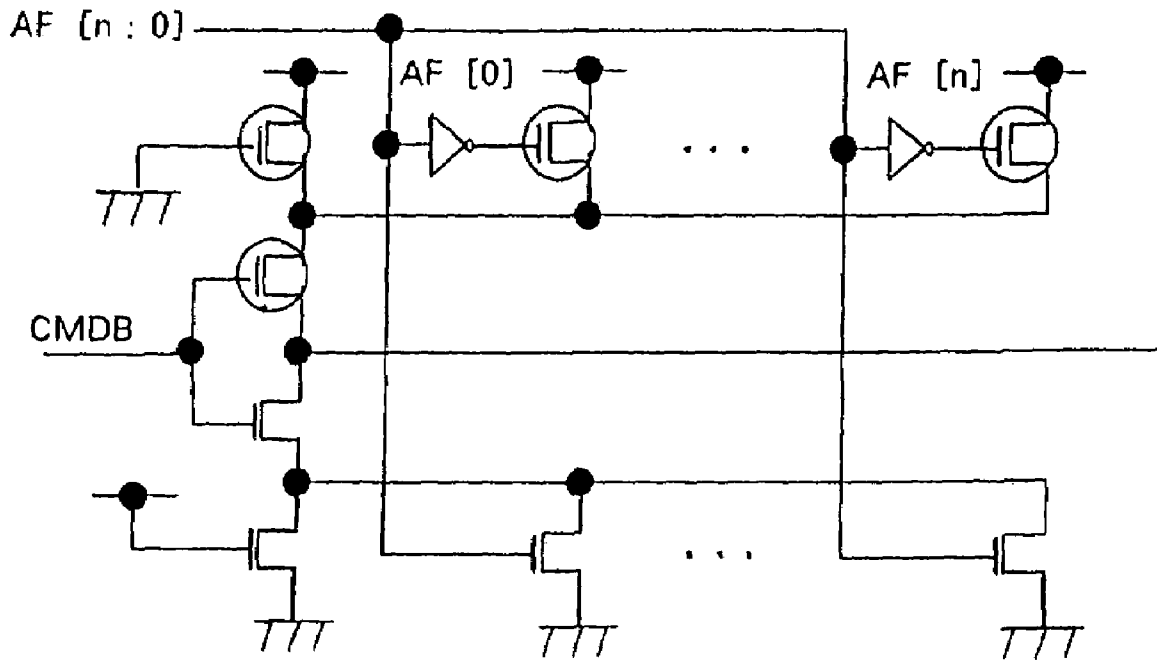 AF [n : 0]
AF [0]
AF [n]
. . .
CMDB
. . .